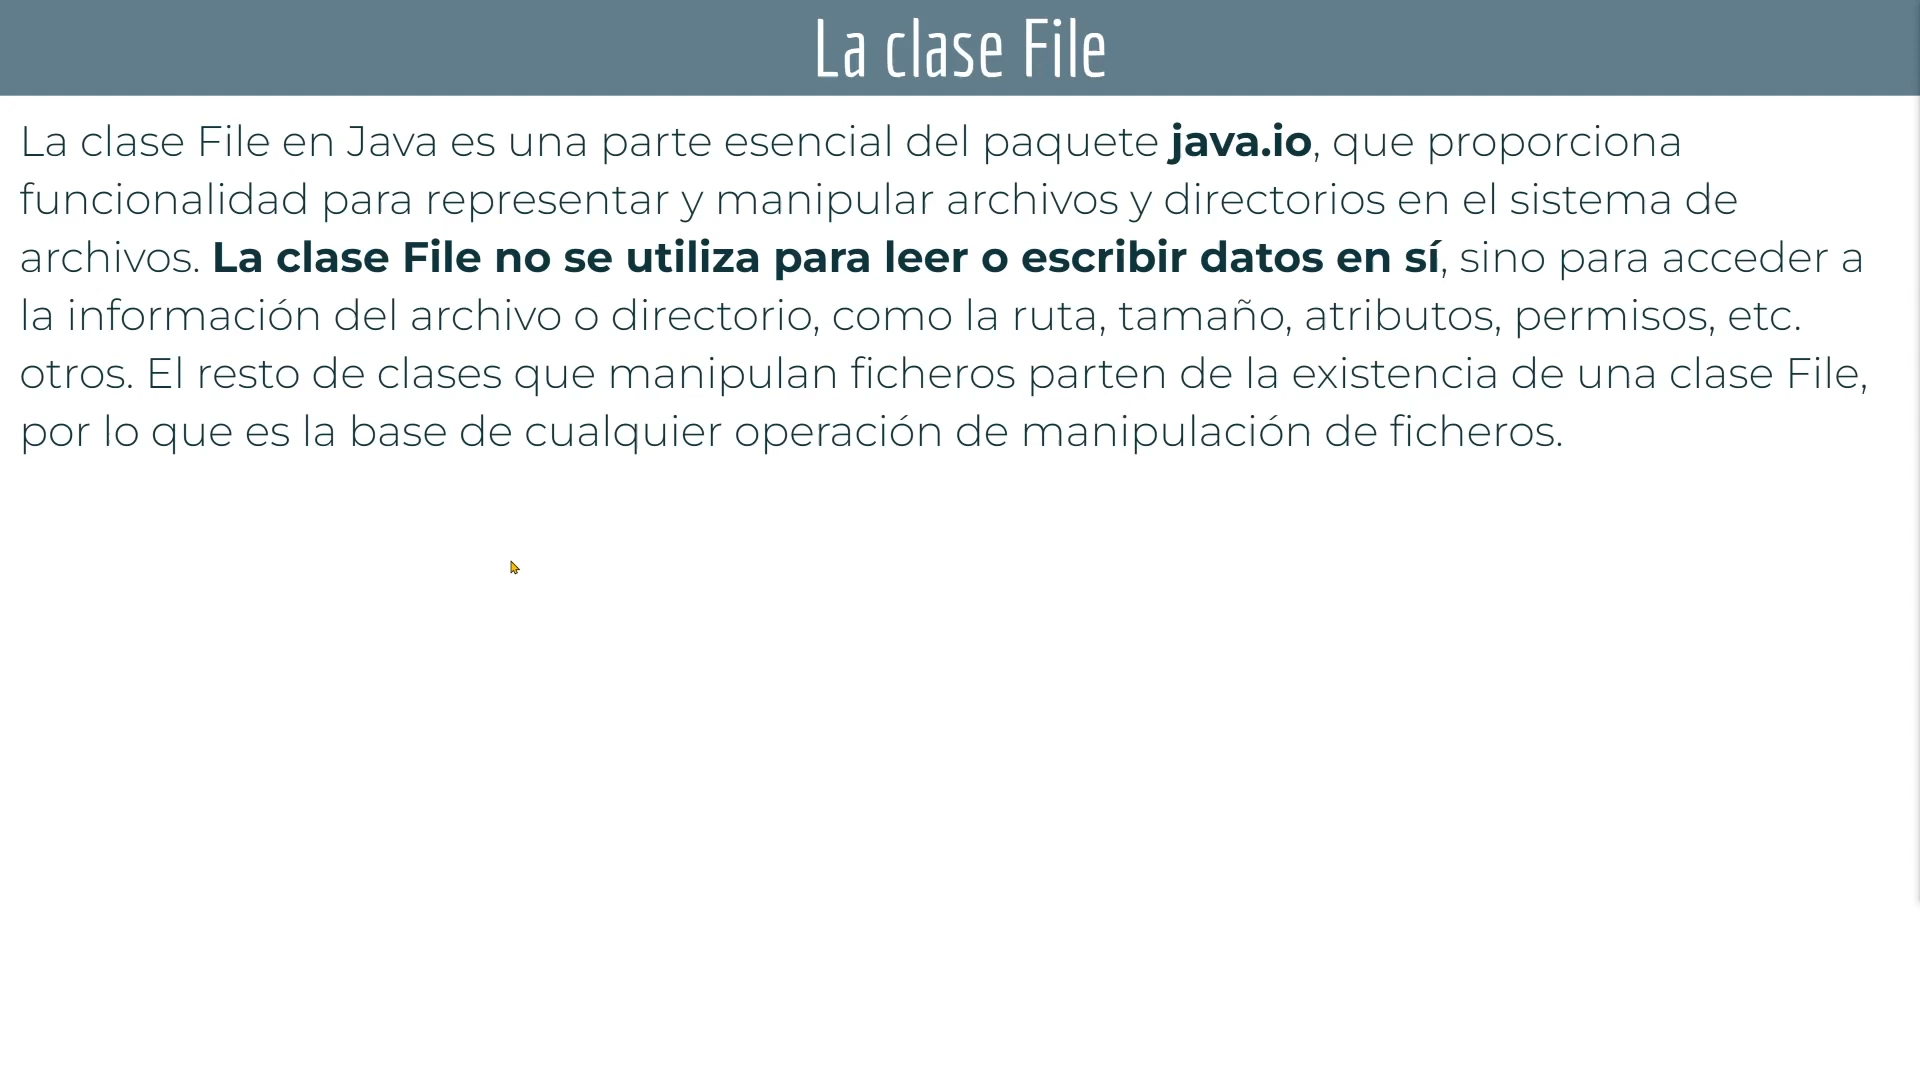 La clase File
La clase File en Java es una parte esencial del paquete java.io, que proporciona
funcionalidad para representar y manipular archivos y directorios en el sistema de
archivos. La clase File no se utiliza para leer o escribir datos en sí, sino para acceder a
la información del archivo o directorio, como la ruta, tamaño, atributos, permisos, etc.
otros. El resto de clases que manipulan ficheros parten de la existencia de una clase File,
por lo que es la base de cualquier operación de manipulación de ficheros.